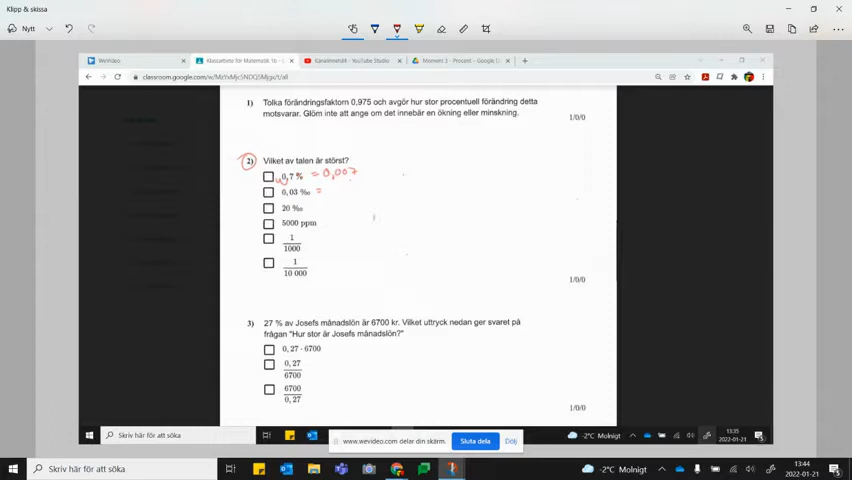 Klipp & skissa
Nytt
WeVideo
Klassarbete för Matematik 1b -
Kanalinnehåll - YouTube Studio
Moment 3 - Procent – Google D
classroom.google.com/w/MzYxMjc5NDQ5Mjgx/t/all
1) Tolka förändringsfaktorn 0,975 och avgör hur stor procentuell förändring detta
motsvarar. Glöm inte att ange om det innebär en ökning eller minskning.
1/0/0
2) Vilket av talen är störst?
0,7 % = 0,007
0,03 ‰ =
20 ‰
5000 ppm
1
1000
1
10 000
1/0/0
3) 27 % av Josefs månadslön är 6700 kr. Vilket uttryck nedan ger svaret på
frågan "Hur stor är Josefs månadslön?"
0,27 · 6700
0,27
6700
6700
0,27
1/0/0
Skriv här för att söka
www.wevideo.com delar din skärm.
Sluta dela
Dölj
-2°C Molnigt
13:35
2022-01-21
Skriv här för att söka
-2°C Molnigt
13:44
2022-01-21